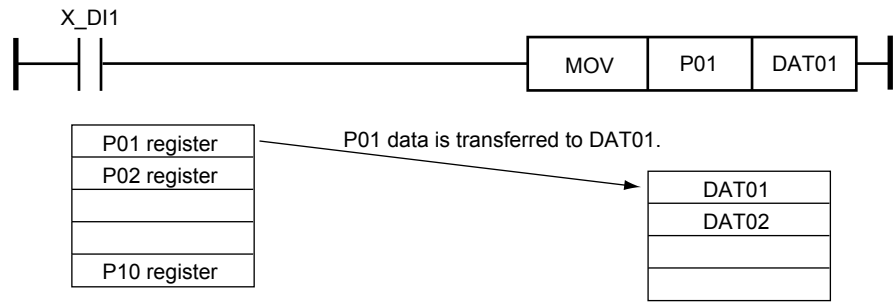 X_DI1
MOV P01 DAT01
P01 register
P01 data is transferred to DAT01.
P02 register
DAT01
DAT02
P10 register